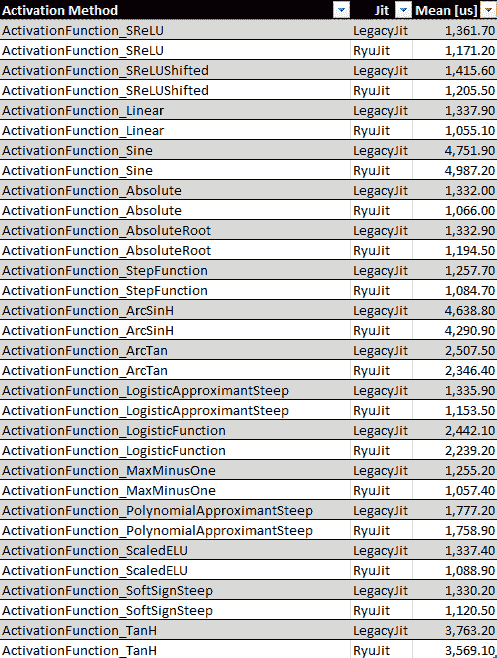 Activation Method Jit Mean [us]
ActivationFunction_SReLU LegacyJit 1,361.70
ActivationFunction_SReLU RyuJit 1,171.20
ActivationFunction_SReLUShifted LegacyJit 1,415.60
ActivationFunction_SReLUShifted RyuJit 1,205.50
ActivationFunction_Linear LegacyJit 1,337.90
ActivationFunction_Linear RyuJit 1,055.10
ActivationFunction_Sine LegacyJit 4,751.90
ActivationFunction_Sine RyuJit 4,987.20
ActivationFunction_Absolute LegacyJit 1,332.00
ActivationFunction_Absolute RyuJit 1,066.00
ActivationFunction_AbsoluteRoot LegacyJit 1,332.90
ActivationFunction_AbsoluteRoot RyuJit 1,194.50
ActivationFunction_StepFunction LegacyJit 1,257.70
ActivationFunction_StepFunction RyuJit 1,084.70
ActivationFunction_ArcSinH LegacyJit 4,638.80
ActivationFunction_ArcSinH RyuJit 4,290.90
ActivationFunction_ArcTan LegacyJit 2,507.50
ActivationFunction_ArcTan RyuJit 2,346.40
ActivationFunction_LogisticApproximantSteep LegacyJit 1,335.90
ActivationFunction_LogisticApproximantSteep RyuJit 1,153.50
ActivationFunction_LogisticFunction LegacyJit 2,442.10
ActivationFunction_LogisticFunction RyuJit 2,239.20
ActivationFunction_MaxMinusOne LegacyJit 1,255.20
ActivationFunction_MaxMinusOne RyuJit 1,057.40
ActivationFunction_PolynomialApproximantSteep LegacyJit 1,777.20
ActivationFunction_PolynomialApproximantSteep RyuJit 1,758.90
ActivationFunction_ScaledELU LegacyJit 1,337.40
ActivationFunction_ScaledELU RyuJit 1,088.90
ActivationFunction_SoftSignSteep LegacyJit 1,330.20
ActivationFunction_SoftSignSteep RyuJit 1,120.50
ActivationFunction_TanH LegacyJit 3,763.20
ActivationFunction_TanH RyuJit 3,569.10